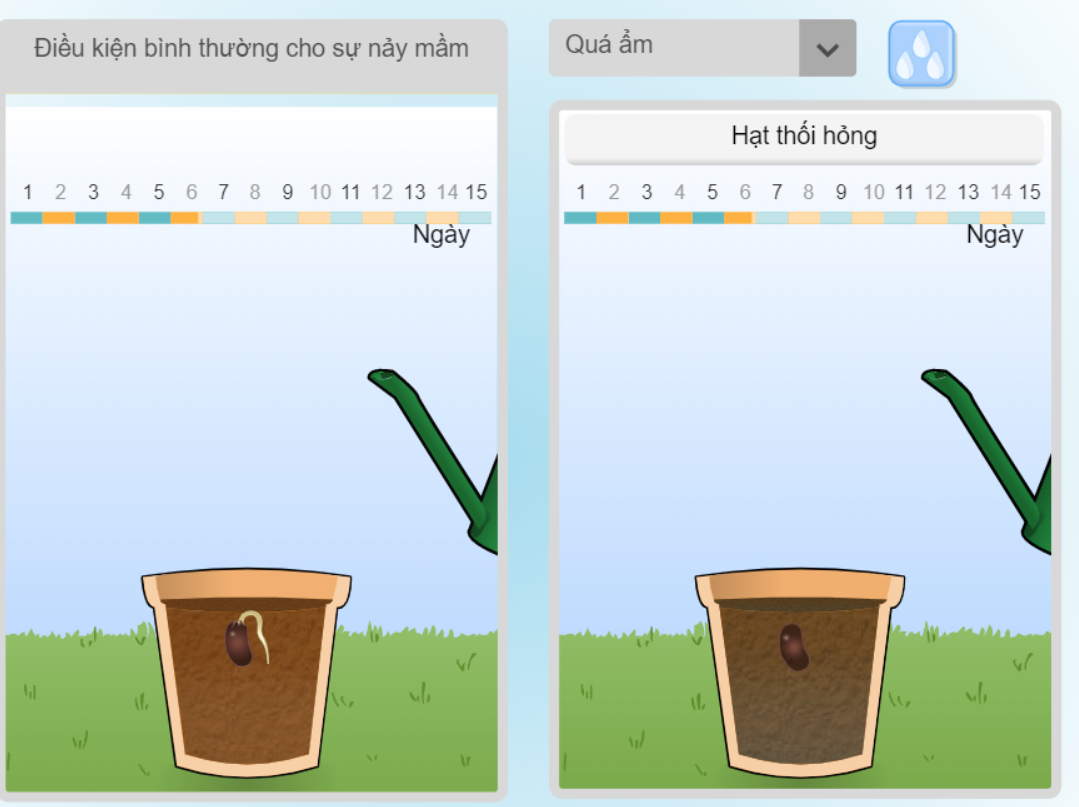 Điều kiện bình thường cho sự nảy mầm
1 2 3 4 5 6 7 8 9 10 11 12 13 14 15
Ngày
Quá ẩm
Hạt thối hỏng
1 2 3 4 5 6 7 8 9 10 11 12 13 14 15
Ngày